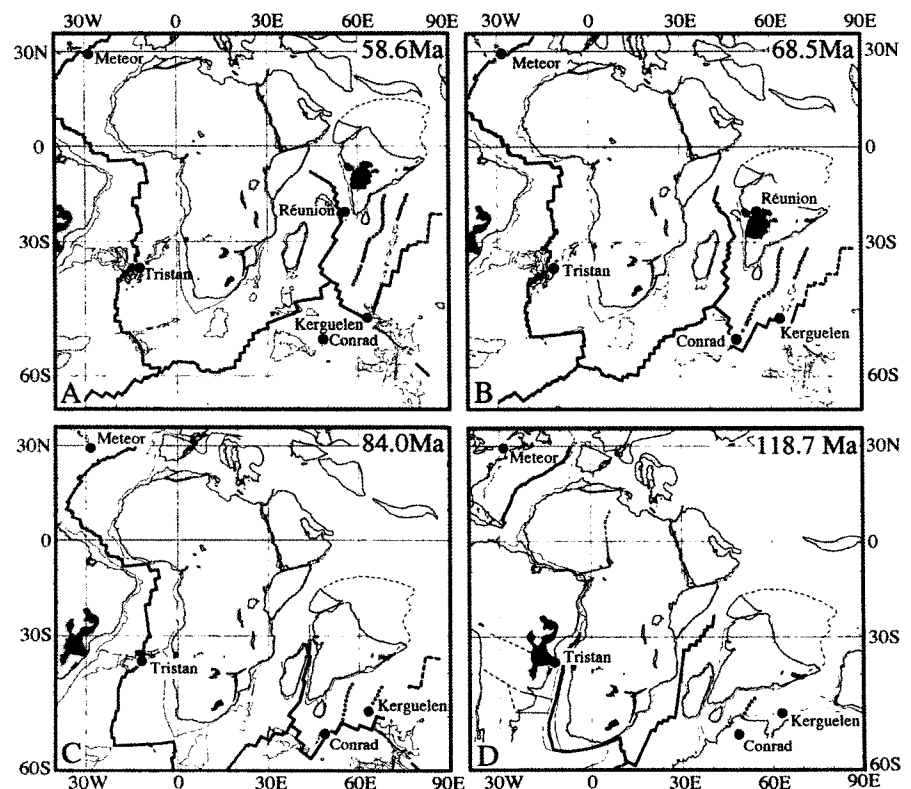 30W 0 30E 60E 90E
30W 0 30E 60E 90E
30N
Meteor
58.6Ma
0
Réunion
30S
Tristan
Kerguelen
Conrad
60S
A
30N
Meteor
68.5Ma
30N
0
0
Réunion
30S
Tristan
30S
Conrad
Kerguelen
60S
B
60S
30N
Meteor
84.0Ma
0
30S
Tristan
Kerguelen
Conrad
60S
C
Meteor
118.7 Ma
30N
0
30S
Tristan
Kerguelen
Conrad
D
60S
30W 0 30E 60E 90E
30W 0 30E 60E 90E